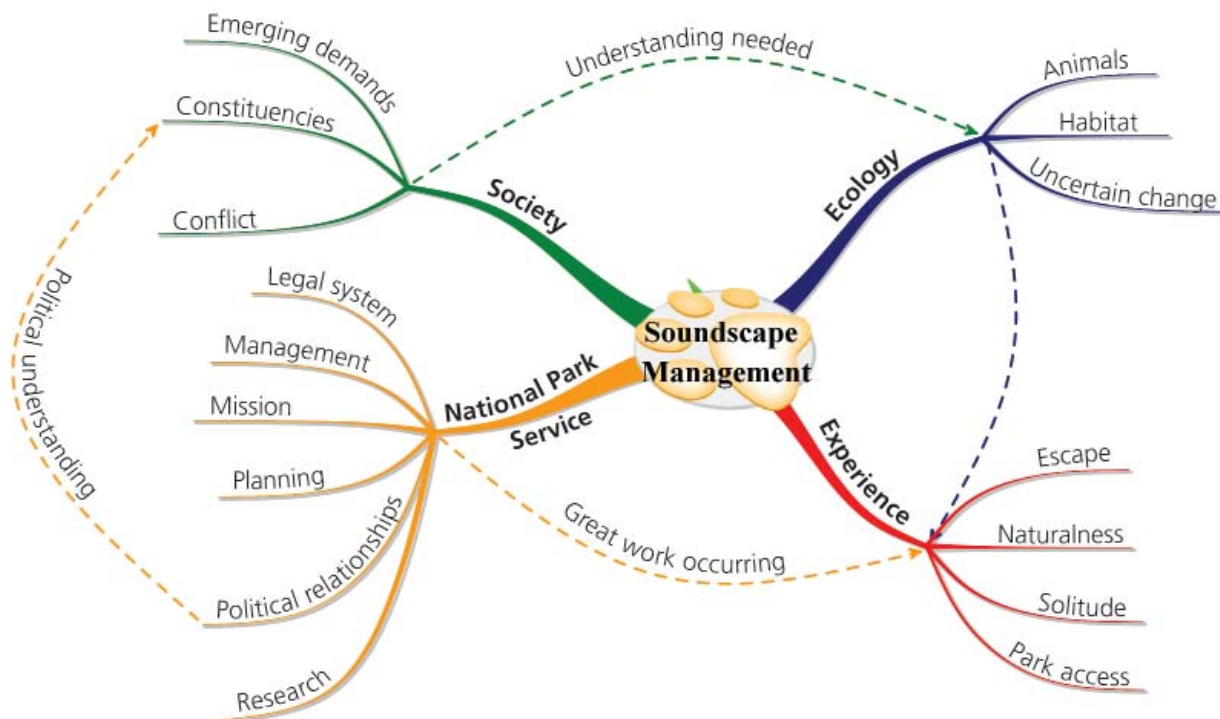 Emerging demands
Constituencies
Conflict
Society
Understanding needed
Ecology
Animals
Habitat
Uncertain change
Political understanding
Legal system
Management
Mission
Planning
Political relationships
Research
National Park
Service
Soundscape
Management
Great work occurring
Experience
Escape
Naturalness
Solitude
Park access